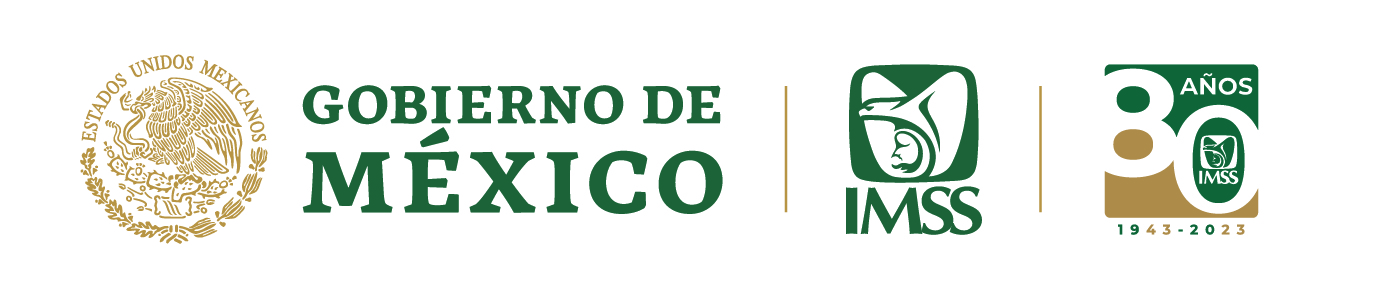 ESTADOS UNIDOS MEXICANOS
GOBIERNO DE
MÉXICO
IMSS
80 AÑOS
IMSS
1943-2023